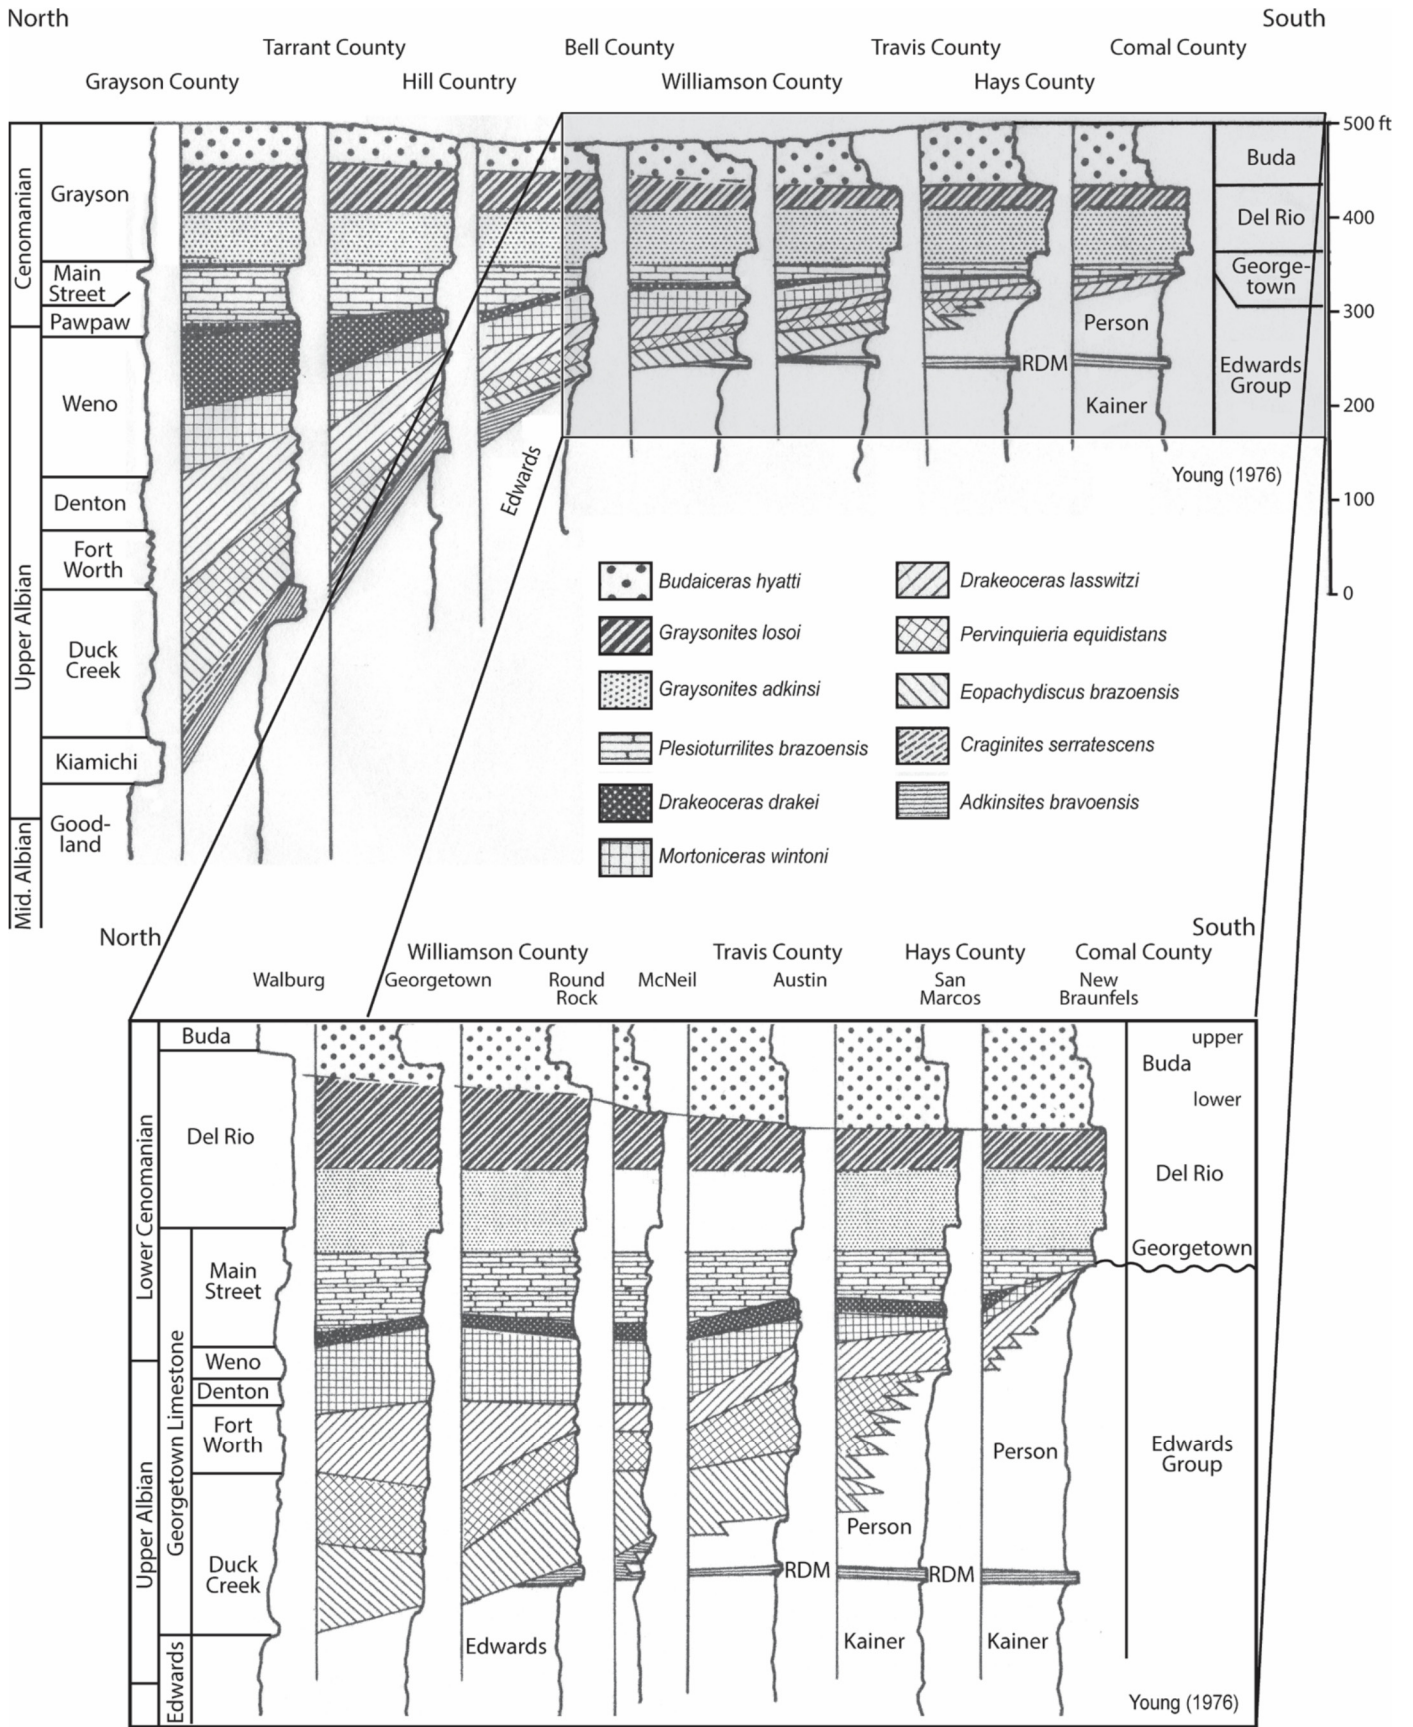 North
South
Tarrant County
Bell County
Travis County
Comal County
Grayson County
Hill Country
Williamson County
Hays County
500 ft
400
300
200
100
0
Cenomanian
Upper Albian
Mid. Albian
Grayson
Main
Street
Pawpaw
Weno
Denton
Fort
Worth
Duck
Creek
Kiamichi
Good-
land
Edwards
RDM
Person
Kainer
Buda
Del Rio
George-
town
Edwards
Group
Young (1976)
Budaiceras hyatti
Graysonites losoi
Graysonites adkinsi
Plesioturrilites brazoensis
Drakeoceras drakei
Mortoniceras wintoni
Drakeoceras lasswitzi
Pervinquieria equidistans
Eopachydiscus brazoensis
Craginites serratescens
Adkinsites bravoensis
North
South
Williamson County
Travis County
Hays County
Comal County
Walburg
Georgetown
Round
Rock
McNeil
Austin
San
Marcos
New
Braunfels
Lower Cenomanian
Upper Albian
Georgetown Limestone
Edwards
Buda
Del Rio
Main
Street
Weno
Denton
Fort
Worth
Duck
Creek
Edwards
RDM
Person
RDM
Kainer
Person
Kainer
upper
Buda
lower
Del Rio
Georgetown
Edwards
Group
Young (1976)